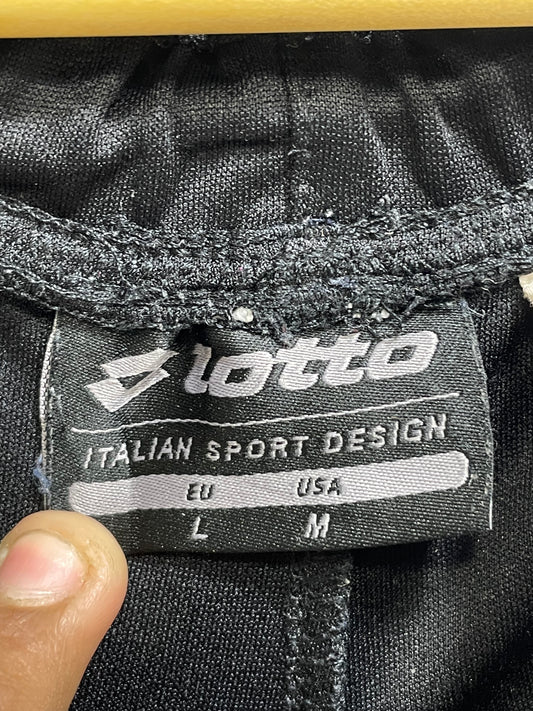 lotto
ITALIAN SPORT DESIGN
EU USA
L M